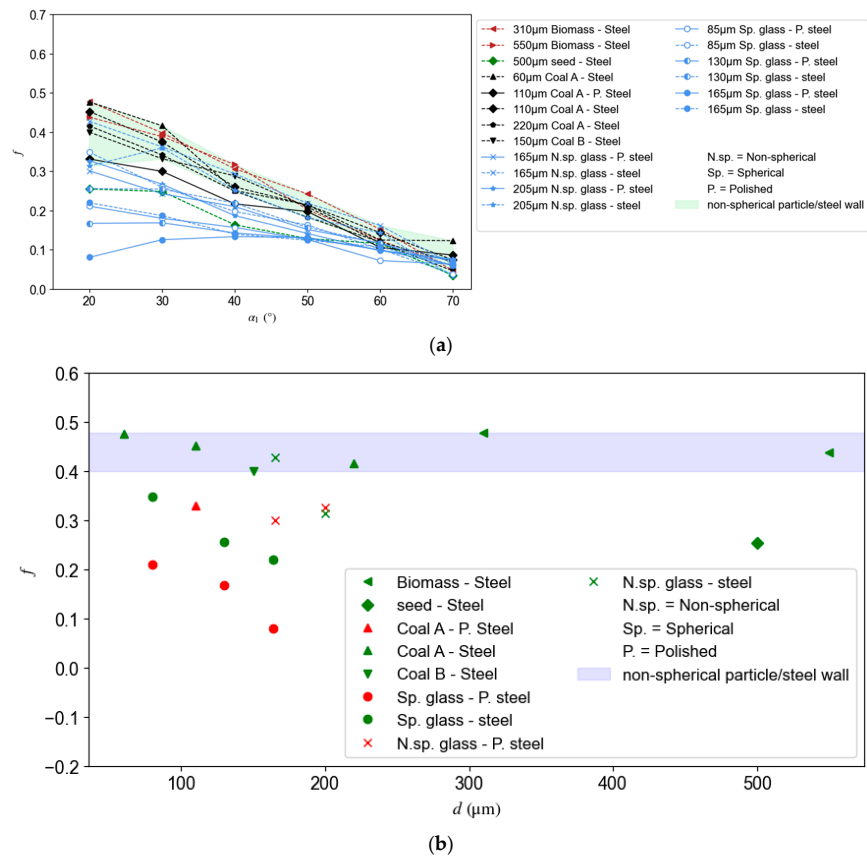 0.7
0.6
0.5
0.4
0.3
0.2
0.1
0.0
f
20 30 40 50 60 70
α₁ (°)
310μm Biomass - Steel
550μm Biomass - Steel
500μm seed - Steel
60μm Coal A - Steel
110μm Coal A - P. Steel
110μm Coal A - Steel
220μm Coal A - Steel
150μm Coal B - Steel
165μm N.sp. glass - P. steel
165μm N.sp. glass - steel
205μm N.sp. glass - P. steel
205μm N.sp. glass - steel
85μm Sp. glass - P. steel
85μm Sp. glass - steel
130μm Sp. glass - P. steel
130μm Sp. glass - steel
165μm Sp. glass - P. steel
165μm Sp. glass - steel
N.sp. = Non-spherical
Sp. = Spherical
P. = Polished
non-spherical particle/steel wall
(a)
0.6
0.5
0.4
0.3
0.2
0.1
0.0
−0.1
−0.2
f
100 200 300 400 500
d (μm)
Biomass - Steel
seed - Steel
Coal A - P. Steel
Coal A - Steel
Coal B - Steel
Sp. glass - P. steel
Sp. glass - steel
N.sp. glass - P. steel
N.sp. glass - steel
N.sp. = Non-spherical
Sp. = Spherical
P. = Polished
non-spherical particle/steel wall
(b)